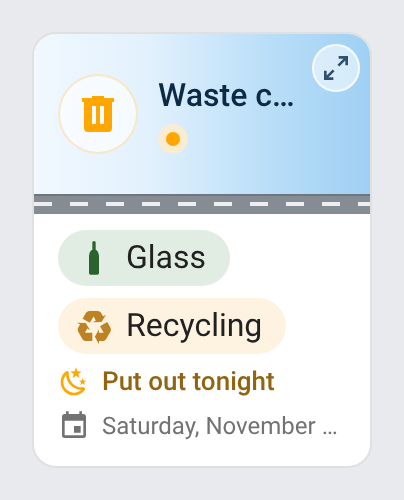 Waste c...
Glass
Recycling
Put out tonight
Saturday, November ...